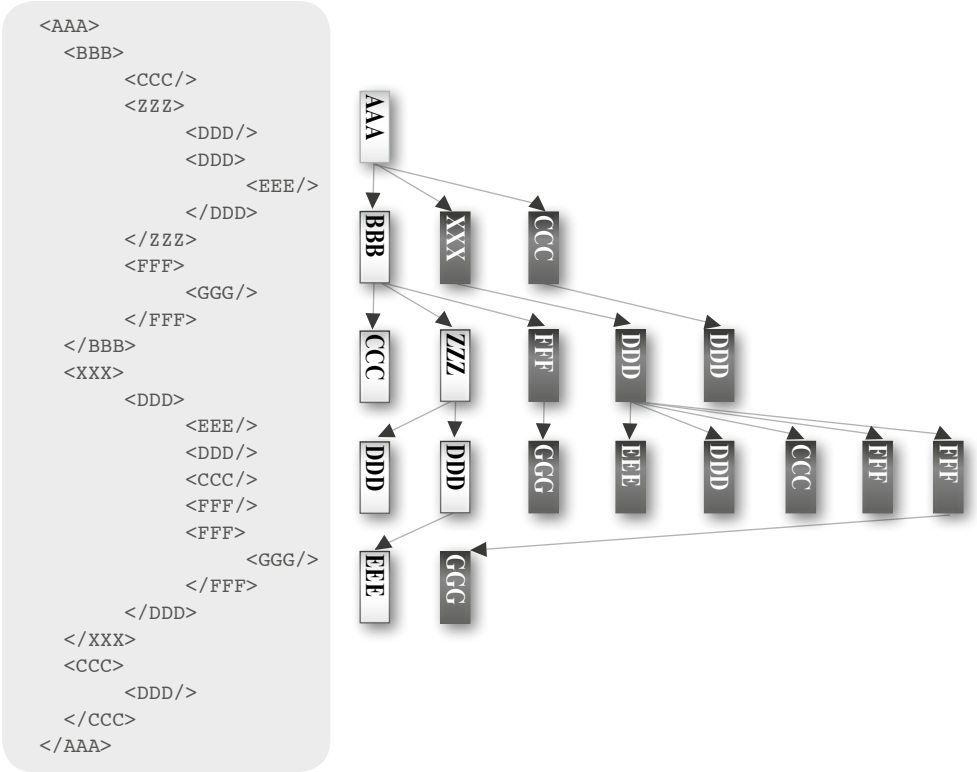 <AAA>
<BBB>
<CCC/>
<ZZZ>
<DDD/>
<DDD>
<EEE/>
</DDD>
</ZZZ>
<FFF>
<GGG/>
</FFF>
</BBB>
<XXX>
<DDD>
<EEE/>
<DDD/>
<CCC/>
<FFF/>
<FFF>
<GGG/>
</FFF>
</DDD>
</XXX>
<CCC>
<DDD/>
</CCC>
</AAA>
AAA
BBB
XXX
CCC
CCC
ZZZ
FFF
DDD
DDD
DDD
DDD
GGG
EEE
DDD
CCC
FFF
FFF
EEE
GGG